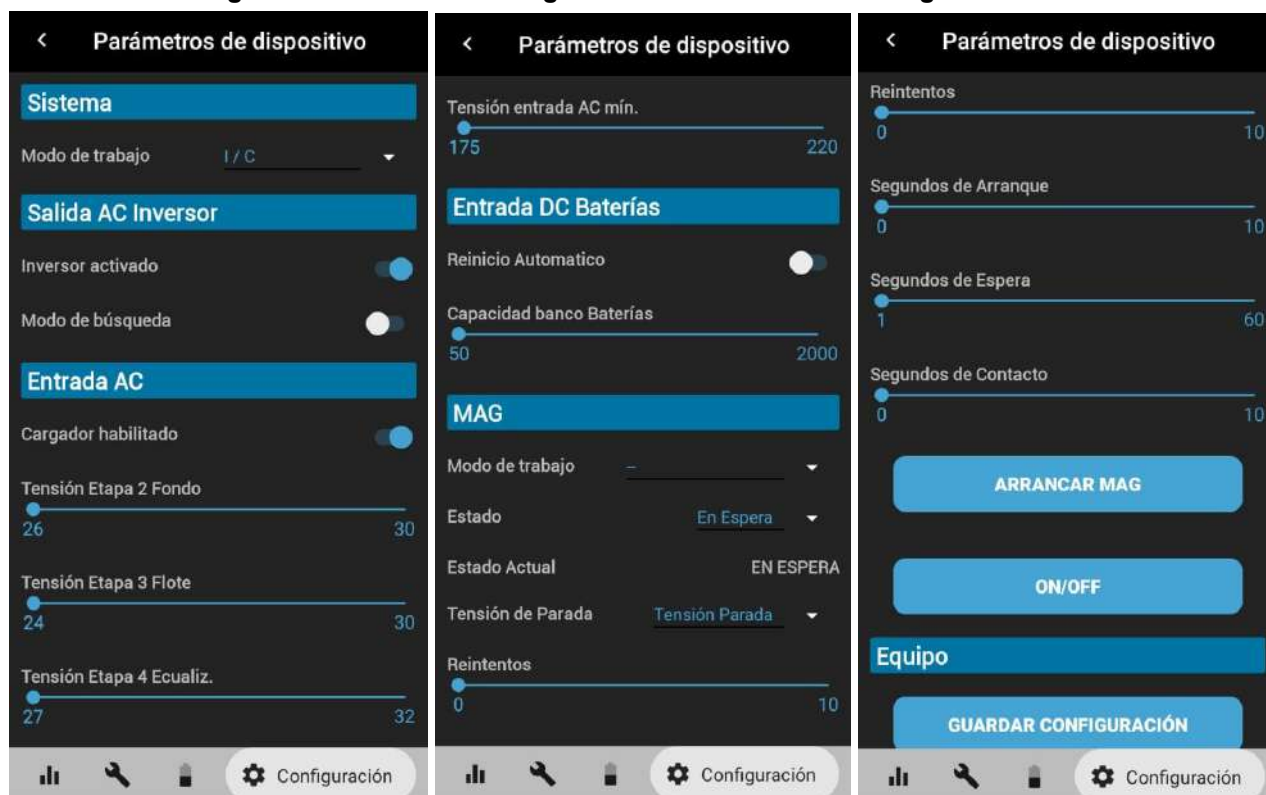 Parámetros de dispositivo
Sistema
Modo de trabajo I / C
Salida AC Inversor
Inversor activado
Modo de búsqueda
Entrada AC
Cargador habilitado
Tensión Etapa 2 Fondo
26 30
Tensión Etapa 3 Flote
24 30
Tensión Etapa 4 Ecualiz.
27 32
Configuración
Parámetros de dispositivo
Tensión entrada AC mín.
175 220
Entrada DC Baterías
Reinicio Automatico
Capacidad banco Baterías
50 2000
MAG
Modo de trabajo –
Estado En Espera
Estado Actual EN ESPERA
Tensión de Parada Tensión Parada
Reintentos
0 10
Configuración
Parámetros de dispositivo
Reintentos
0 10
Segundos de Arranque
0 10
Segundos de Espera
1 60
Segundos de Contacto
0 10
ARRANCAR MAG
ON/OFF
Equipo
GUARDAR CONFIGURACIÓN
Configuración